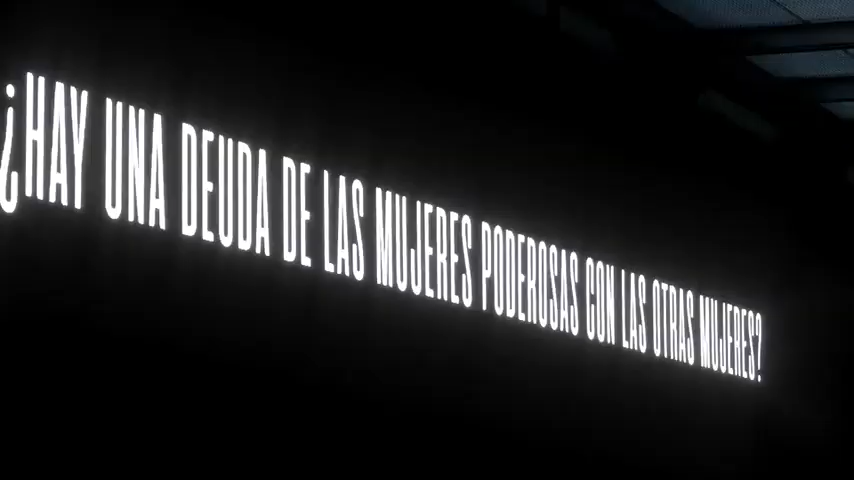 ¿HAY UNA DEUDA DE LAS MUJERES PODEROSAS CON LAS OTRAS MUJERES?